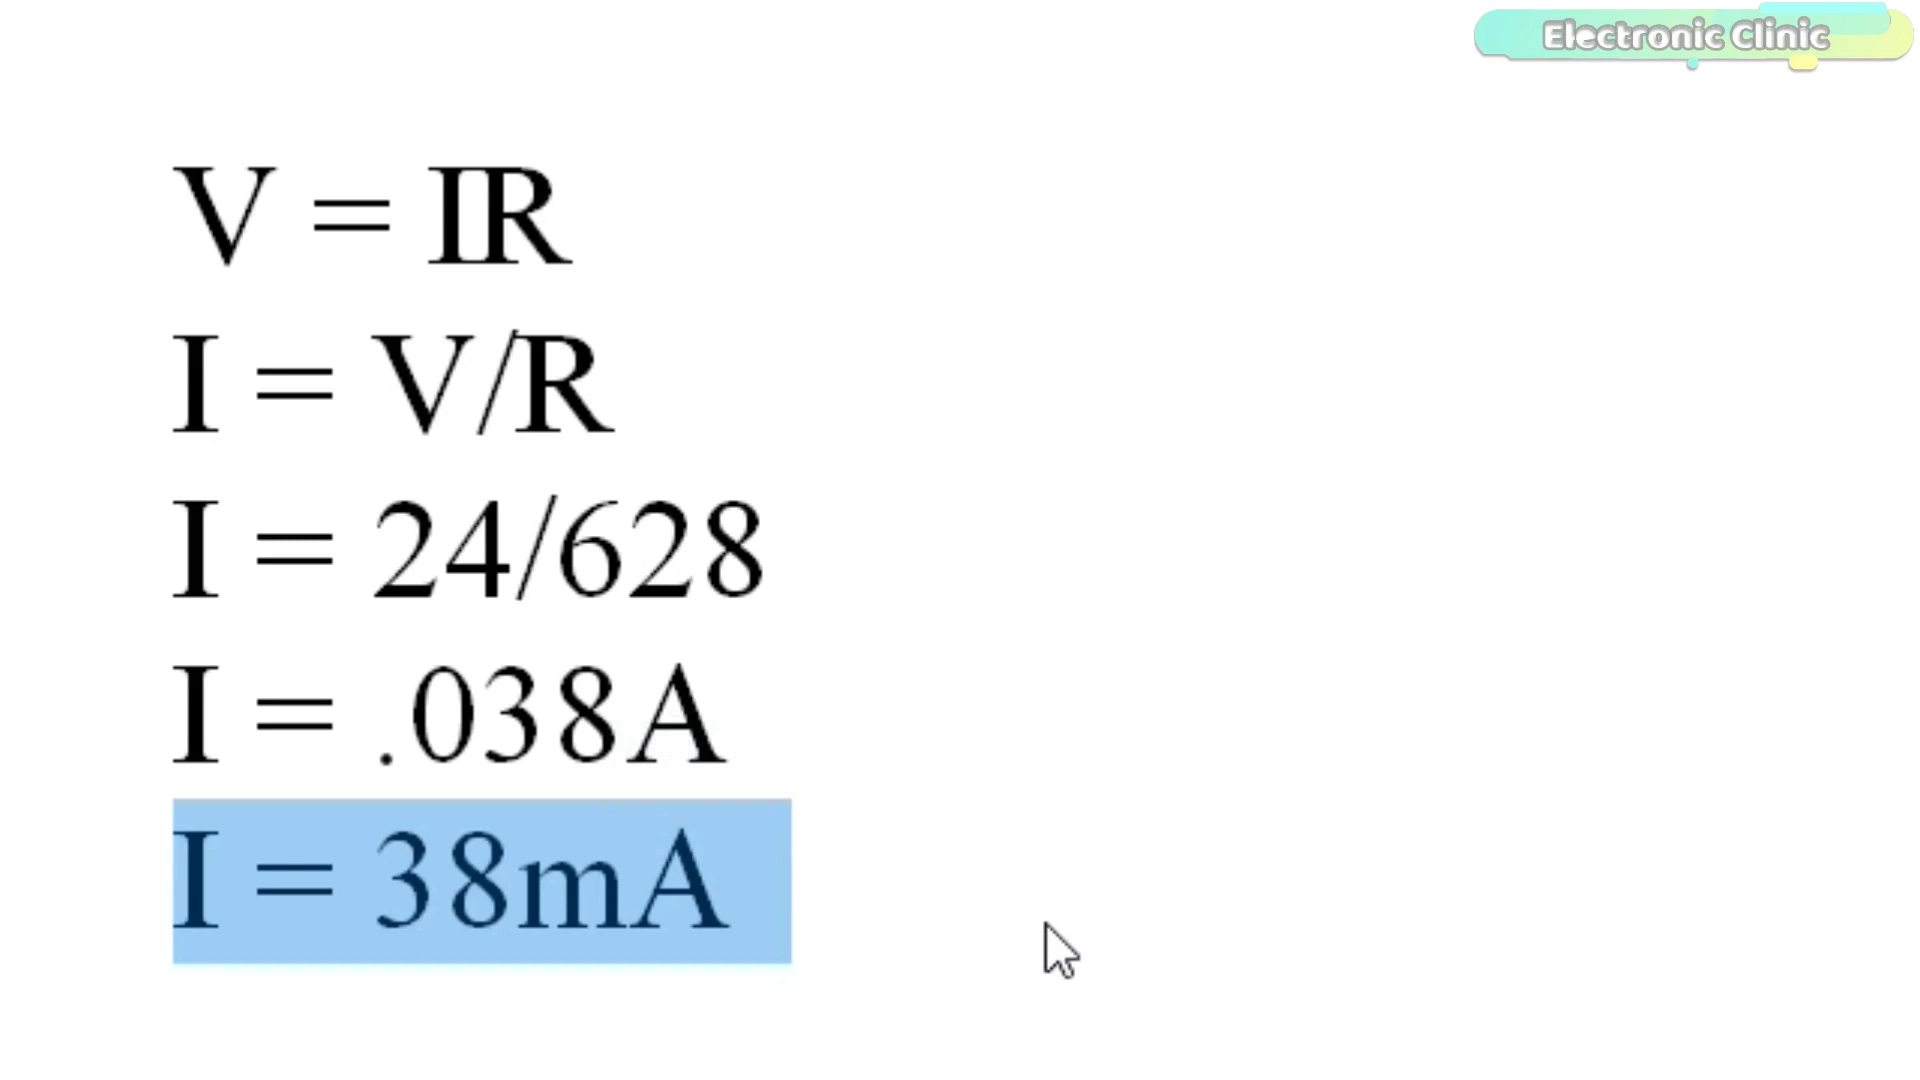 Electronic Clinic
V = IR
I = V/R
I = 24/628
I = .038A
I = 38mA